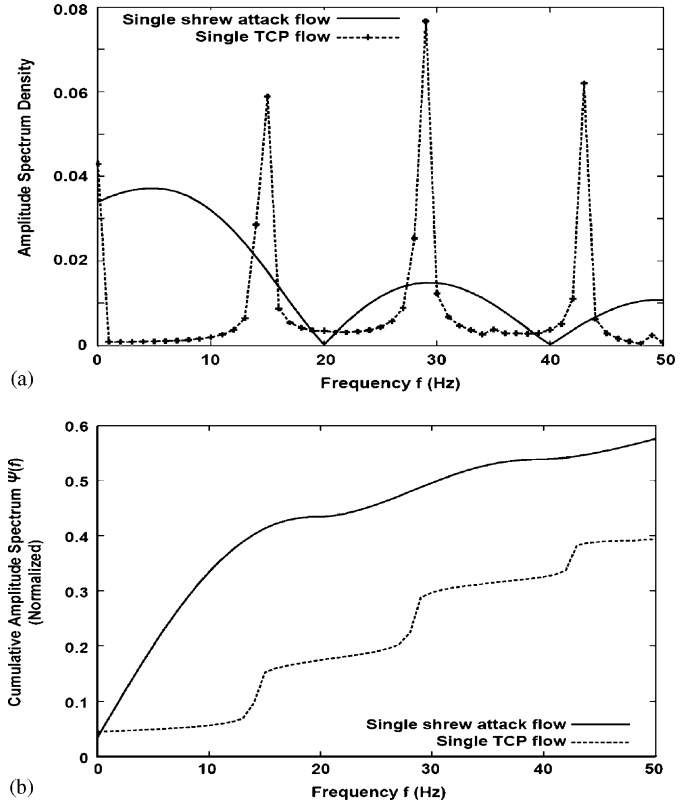 0.08
0.06
0.04
0.02
0
Amplitude Spectrum Density
Single shrew attack flow
Single TCP flow
0 10 20 30 40 50
Frequency f (Hz)
(a)
0.6
0.5
0.4
0.3
0.2
0.1
0
Cumulative Amplitude Spectrum Ψ(f)
(Normalized)
Single shrew attack flow
Single TCP flow
0 10 20 30 40 50
Frequency f (Hz)
(b)